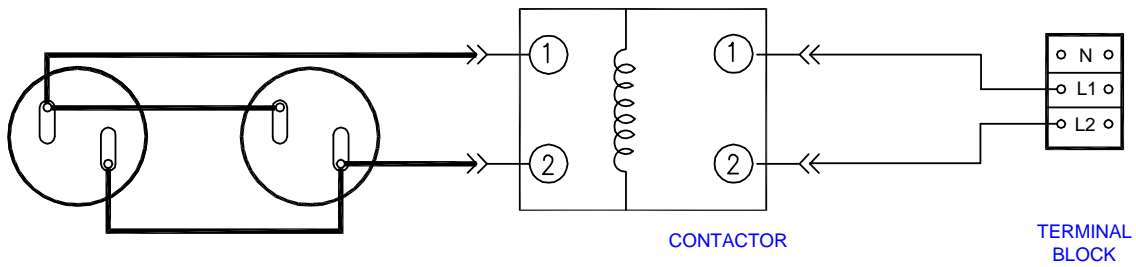 1
1
N
L1
L2
2
2
CONTACTOR
TERMINAL
BLOCK